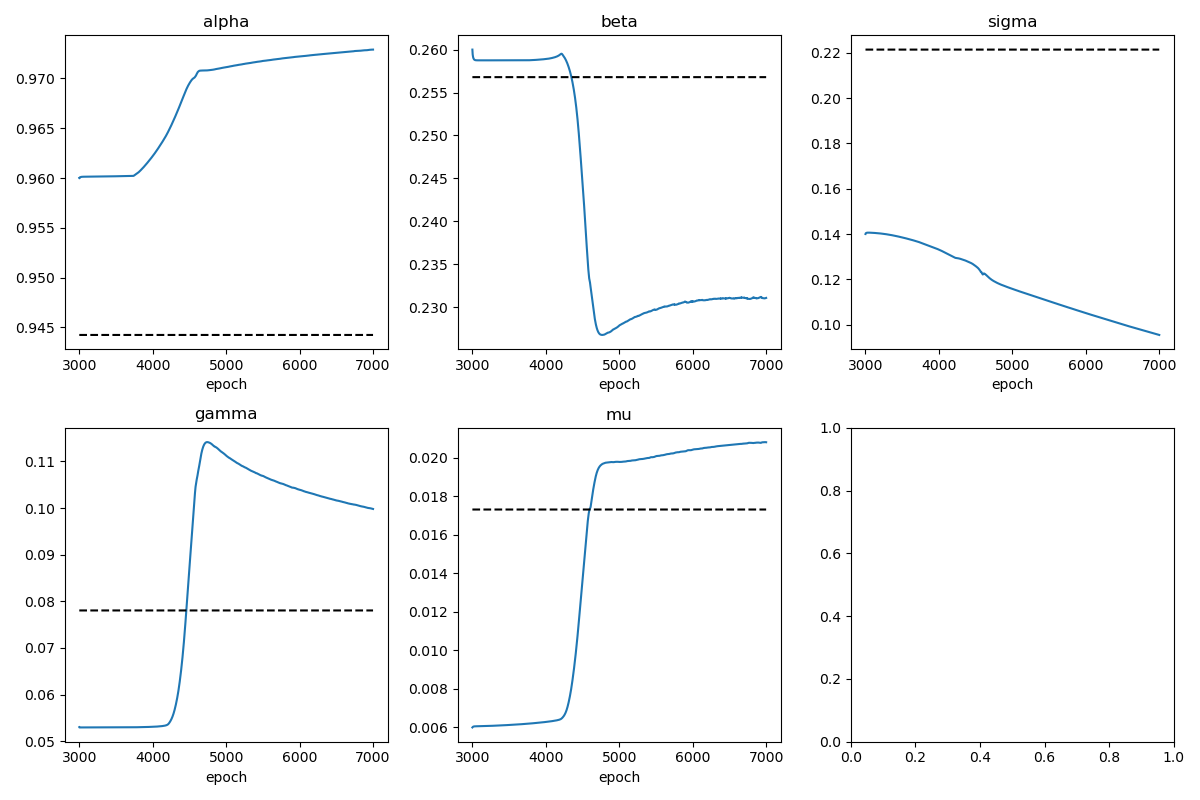 alpha
0.970
0.965
0.960
0.955
0.950
0.945
3000 4000 5000 6000 7000
epoch
beta
0.260
0.255
0.250
0.245
0.240
0.235
0.230
3000 4000 5000 6000 7000
epoch
sigma
0.22
0.20
0.18
0.16
0.14
0.12
0.10
3000 4000 5000 6000 7000
epoch
gamma
0.11
0.10
0.09
0.08
0.07
0.06
0.05
3000 4000 5000 6000 7000
epoch
mu
0.020
0.018
0.016
0.014
0.012
0.010
0.008
0.006
3000 4000 5000 6000 7000
epoch
1.0
0.8
0.6
0.4
0.2
0.0
0.0 0.2 0.4 0.6 0.8 1.0